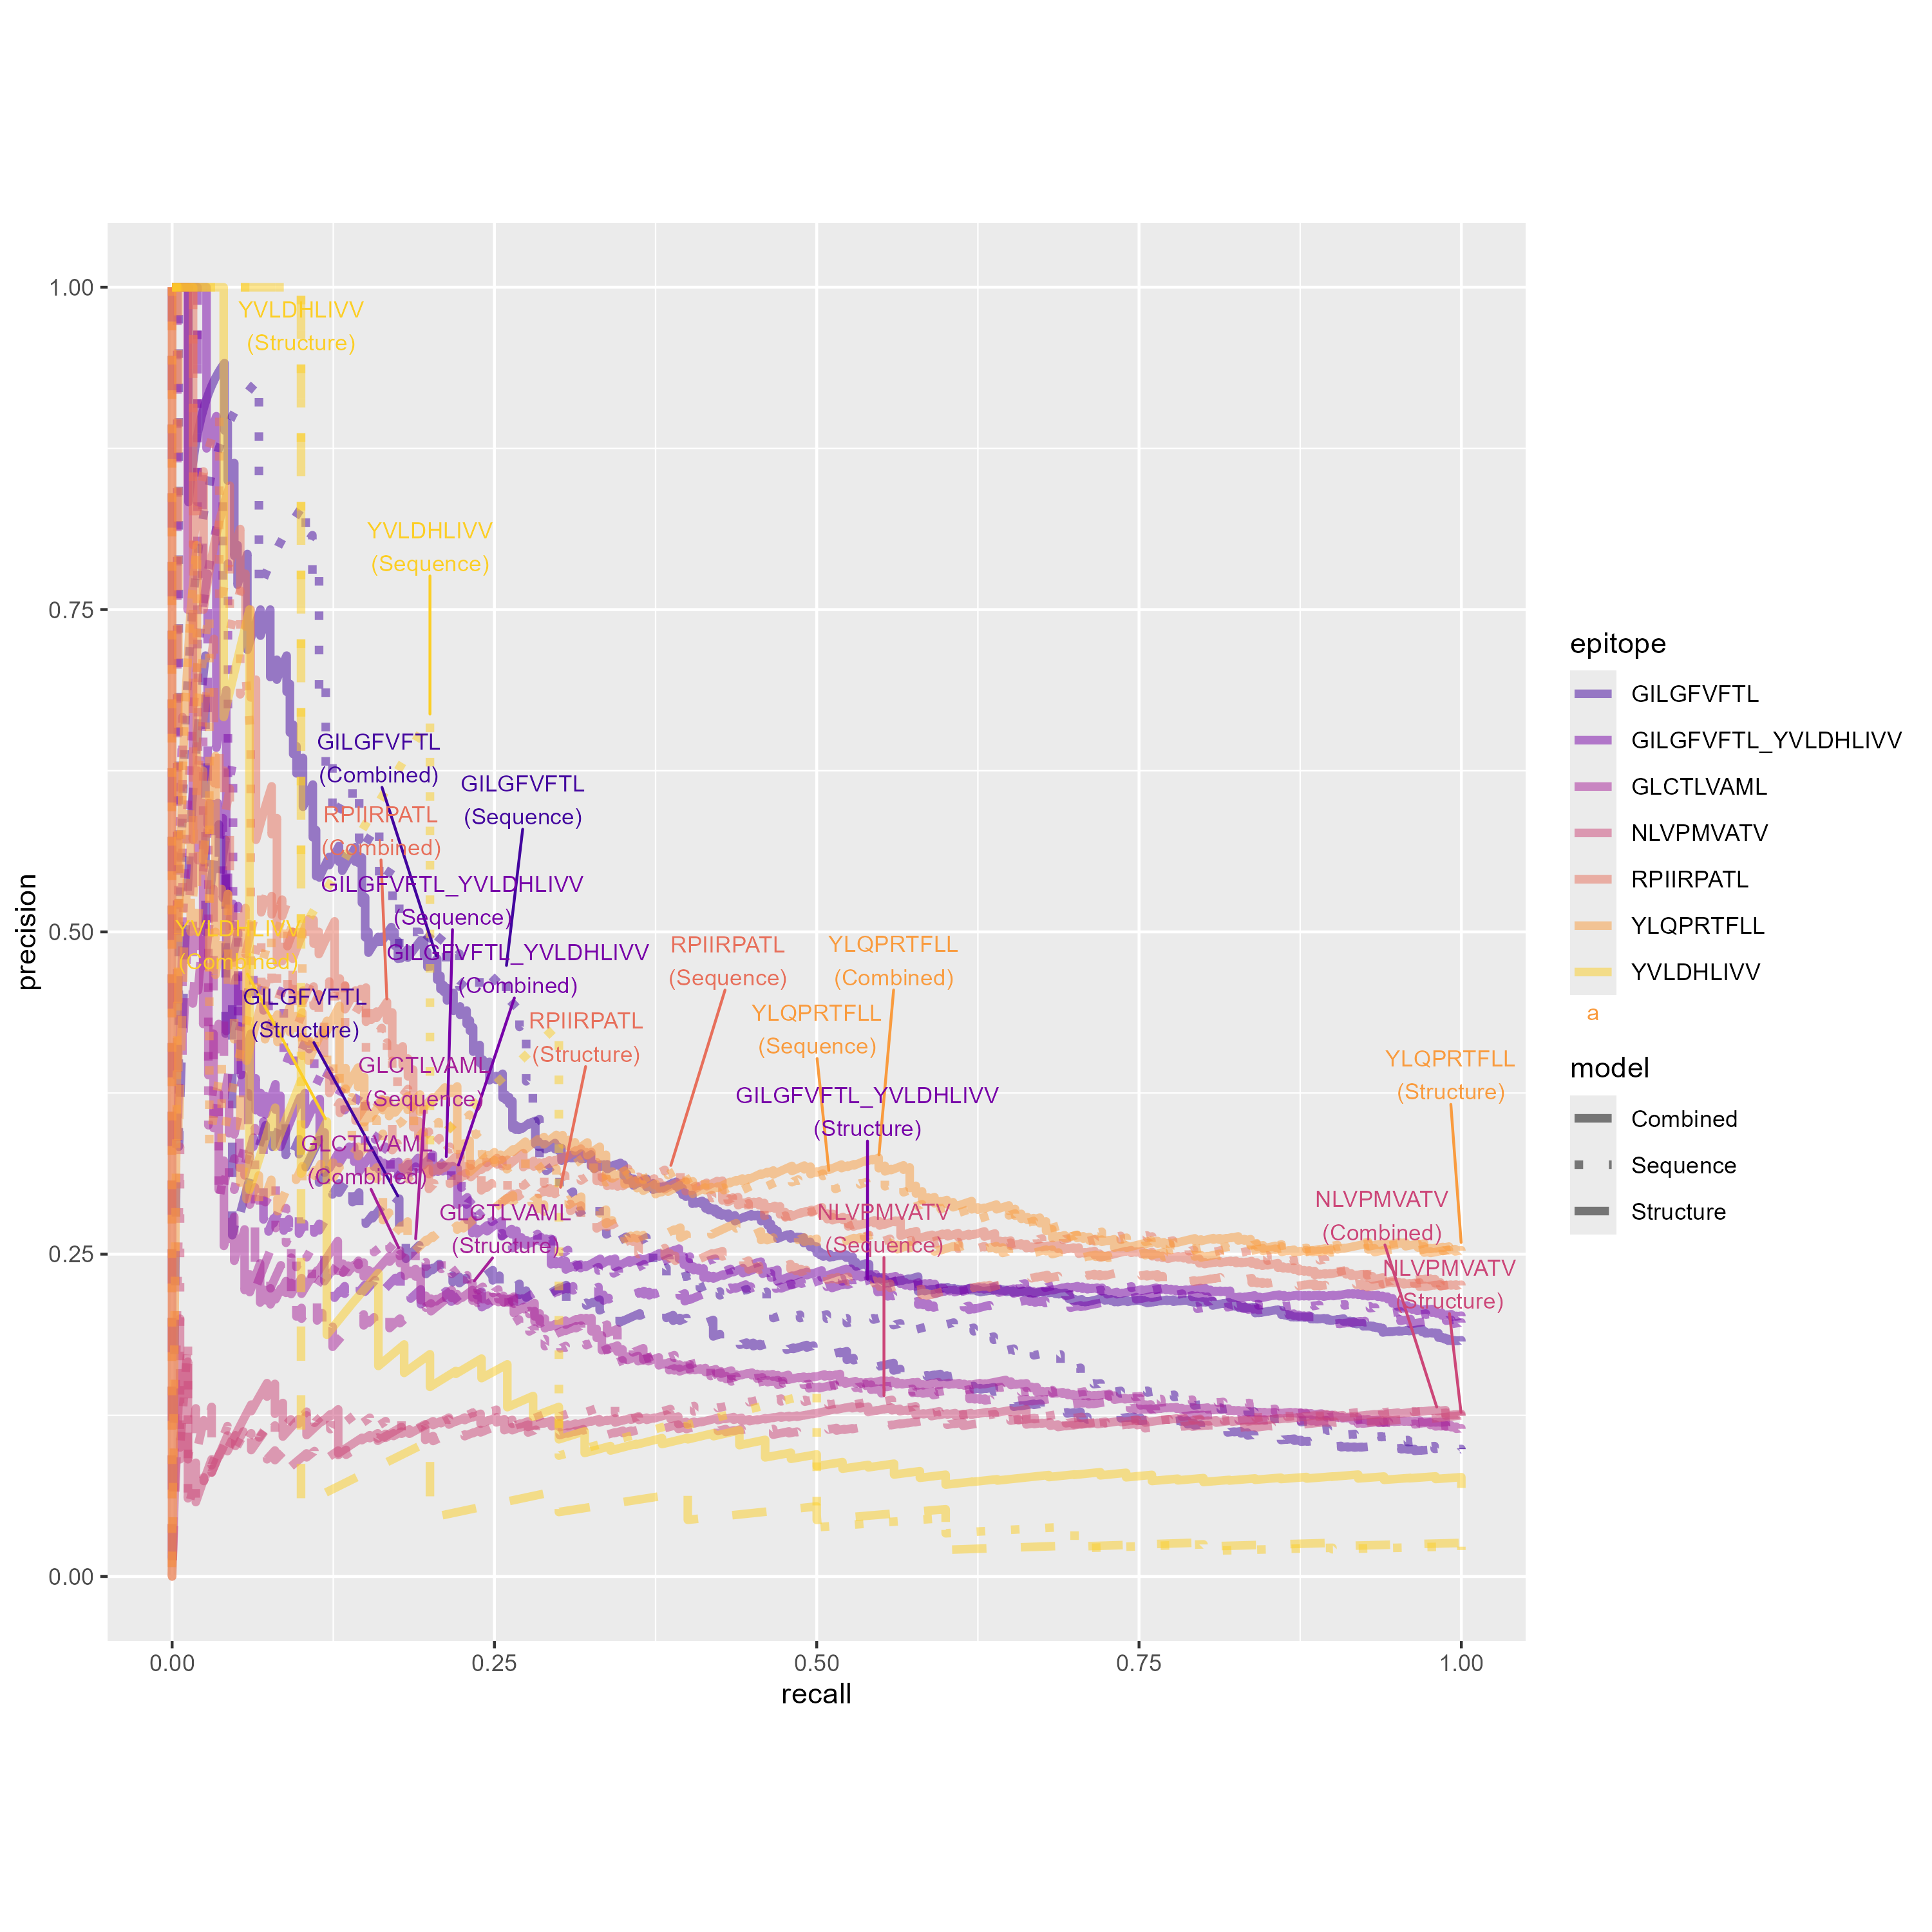 1.00
0.75
0.50
0.25
0.00
precision
YVLDHLIVV
(Structure)
YVLDHLIVV
(Sequence)
GILGFVFTL
(Combined)
GILGFVFTL
(Sequence)
RPIIRPATL
(Combined)
GILGFVFTL_YVLDHLIVV
(Sequence)
YVLDHLIVV
(Combined)
GILGFVFTL_YVLDHLIVV
(Combined)
RPIIRPATL
(Sequence)
YLQPRTFLL
(Combined)
GILGFVFTL
(Structure)
RPIIRPATL
(Structure)
YLQPRTFLL
(Sequence)
GLCTLVAML
(Sequence)
GILGFVFTL_YVLDHLIVV
(Structure)
YLQPRTFLL
(Structure)
GLCTLVAML
(Combined)
GLCTLVAML
(Structure)
NLVPMVATV
(Sequence)
NLVPMVATV
(Combined)
NLVPMVATV
(Structure)
0.00
0.25
0.50
0.75
1.00
recall
epitope
GILGFVFTL
GILGFVFTL_YVLDHLIVV
GLCTLVAML
NLVPMVATV
RPIIRPATL
YLQPRTFLL
YVLDHLIVV
a
model
Combined
Sequence
Structure